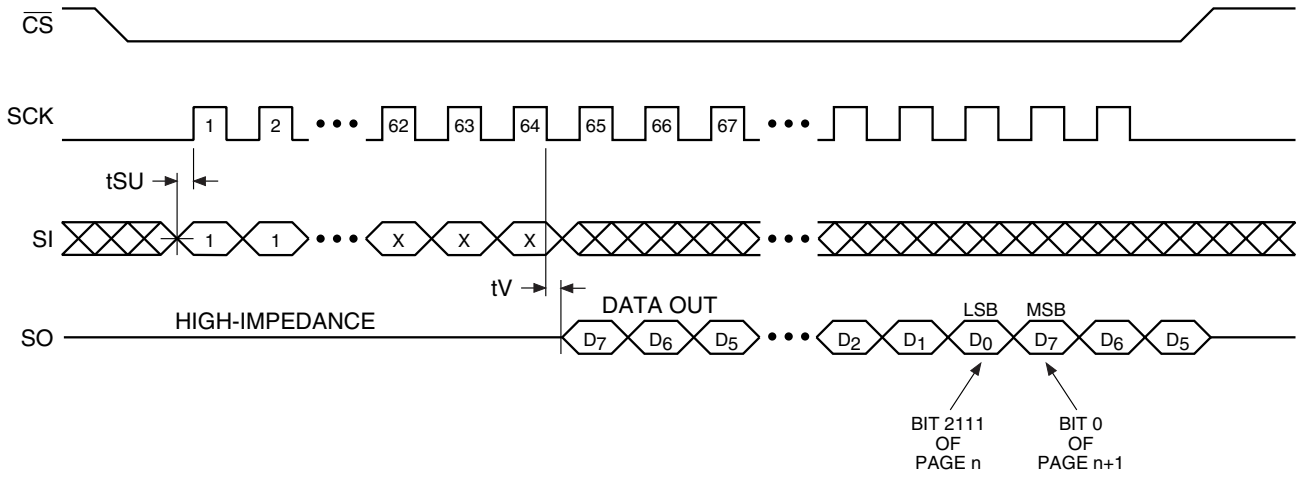 CS
SCK
1 2 ••• 62 63 64 65 66 67 •••
tSU
SI
1 1 ••• X X X •••
tV
DATA OUT
HIGH-IMPEDANCE
LSB MSB
SO
D7 D6 D5 ••• D2 D1 D0 D7 D6 D5
BIT 2111
OF
PAGE n
BIT 0
OF
PAGE n+1